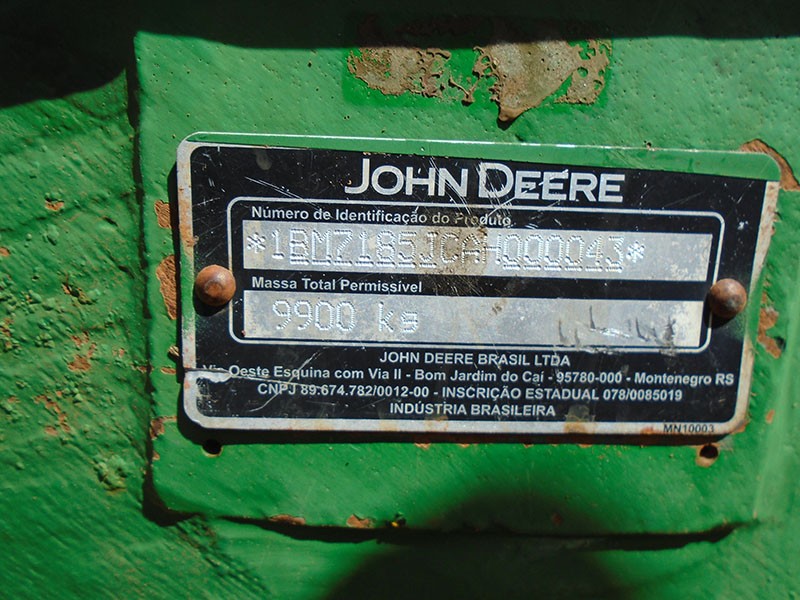 JOHN DEERE
Número de Identificação do Produto
*1BM7185JCAH000043*
Massa Total Permissível
9900 kg
JOHN DEERE BRASIL LTDA
Via Oeste Esquina com Via II - Bom Jardim do Caí - 95780-000 - Montenegro RS
CNPJ 89.674.782/0012-00 - INSCRIÇÃO ESTADUAL 078/0085019
INDÚSTRIA BRASILEIRA
MN10003